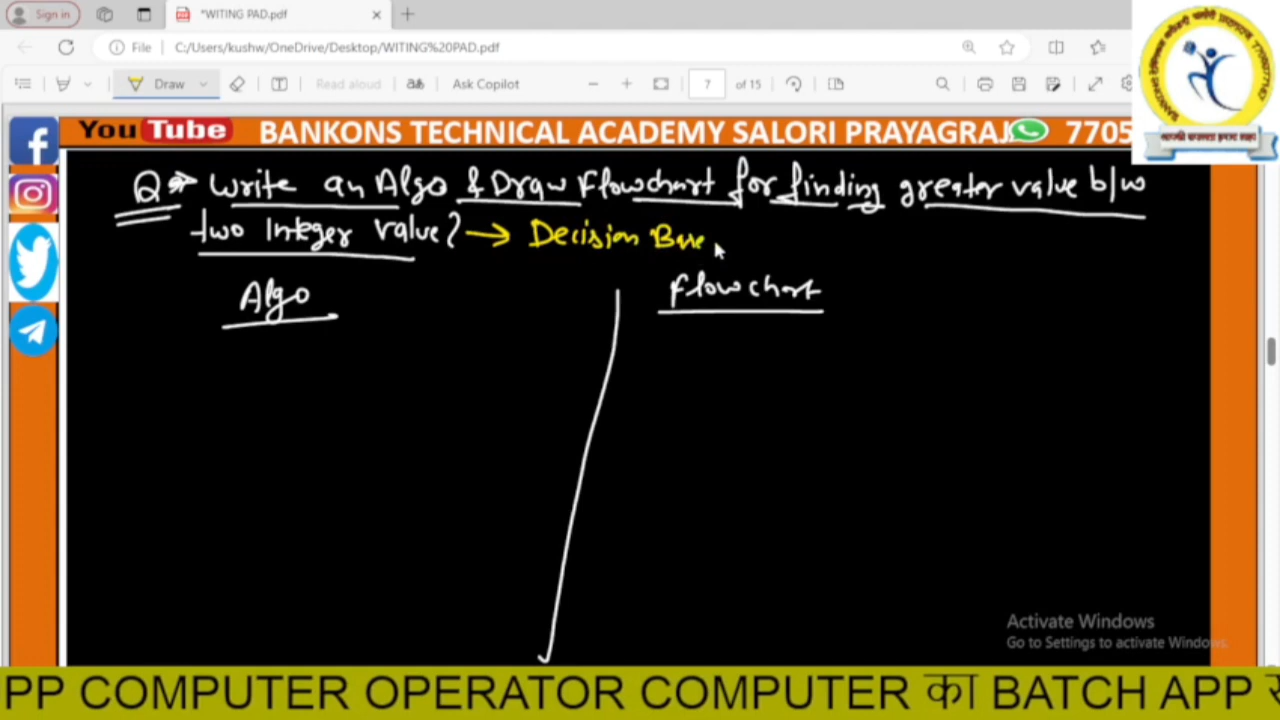 Sign in
*WITING PAD.pdf
File C:/Users/kushw/OneDrive/Desktop/WITING%20PAD.pdf
Draw Read aloud Ask Copilot 7 of 15
YouTube BANKONS TECHNICAL ACADEMY SALORI PRAYAGRAJ 7705
Q → Write an Algo & Draw Flowchart for finding greater value b/w
two Integer value? → Decision Base
Algo
Flowchart
Activate Windows
Go to Settings to activate Windows.
PP COMPUTER OPERATOR COMPUTER का BATCH APP